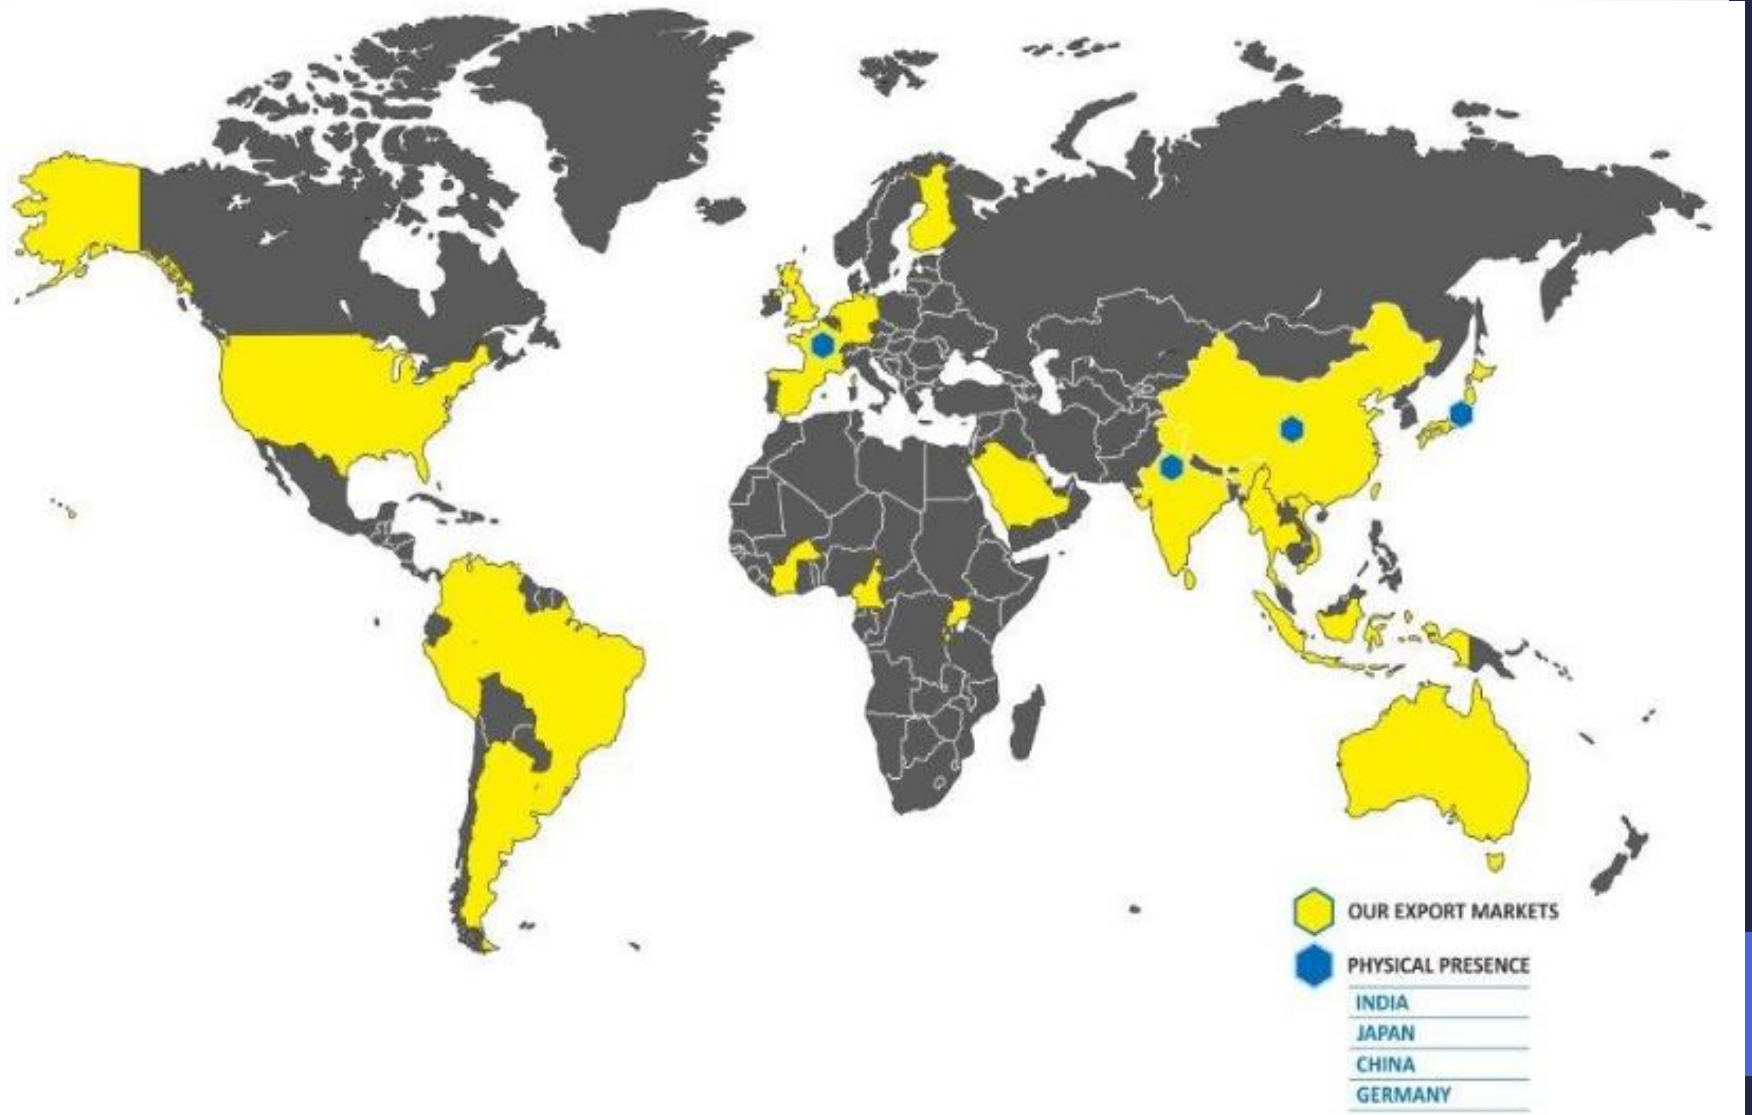 OUR EXPORT MARKETS
PHYSICAL PRESENCE
INDIA
JAPAN
CHINA
GERMANY